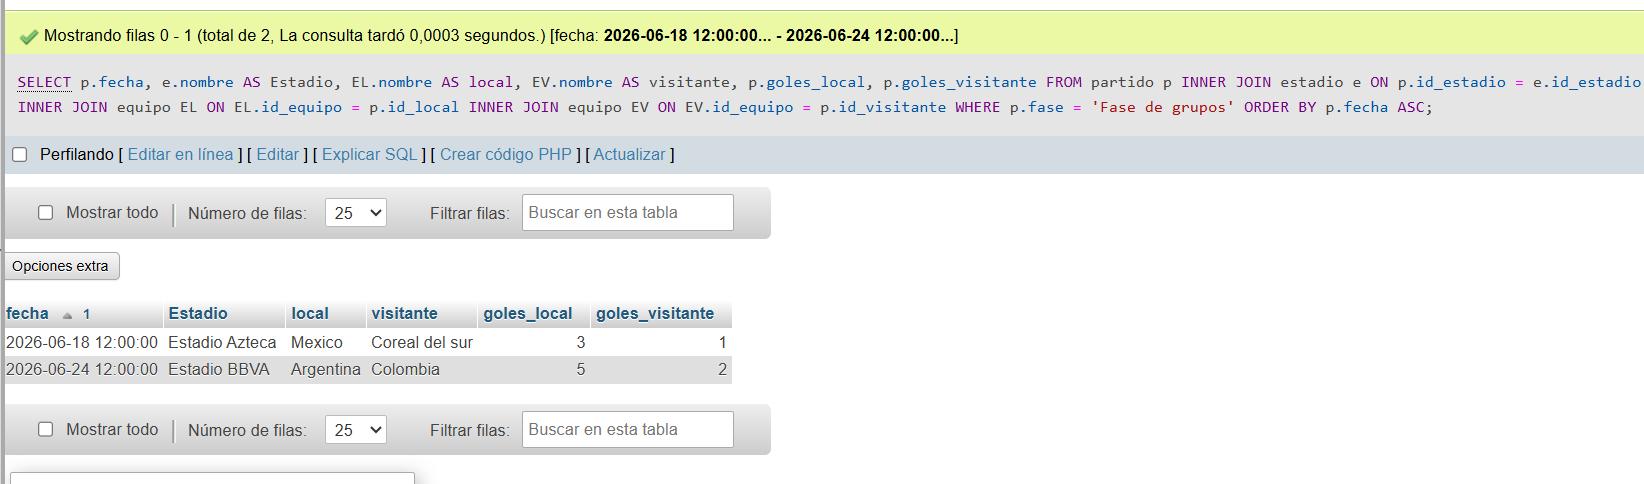 Mostrando filas 0 - 1 (total de 2, La consulta tardó 0,0003 segundos.) [fecha: 2026-06-18 12:00:00... - 2026-06-24 12:00:00...]
SELECT p.fecha, e.nombre AS Estadio, EL.nombre AS local, EV.nombre AS visitante, p.goles_local, p.goles_visitante FROM partido p INNER JOIN estadio e ON p.id_estadio = e.id_estadio
INNER JOIN equipo EL ON EL.id_equipo = p.id_local INNER JOIN equipo EV ON EV.id_equipo = p.id_visitante WHERE p.fase = 'Fase de grupos' ORDER BY p.fecha ASC;
Perfilando [ Editar en línea ] [ Editar ] [ Explicar SQL ] [ Crear código PHP ] [ Actualizar ]
Mostrar todo Número de filas: 25 Filtrar filas: Buscar en esta tabla
Opciones extra
fecha 1 Estadio local visitante goles_local goles_visitante
2026-06-18 12:00:00 Estadio Azteca Mexico Coreal del sur 3 1
2026-06-24 12:00:00 Estadio BBVA Argentina Colombia 5 2
Mostrar todo Número de filas: 25 Filtrar filas: Buscar en esta tabla